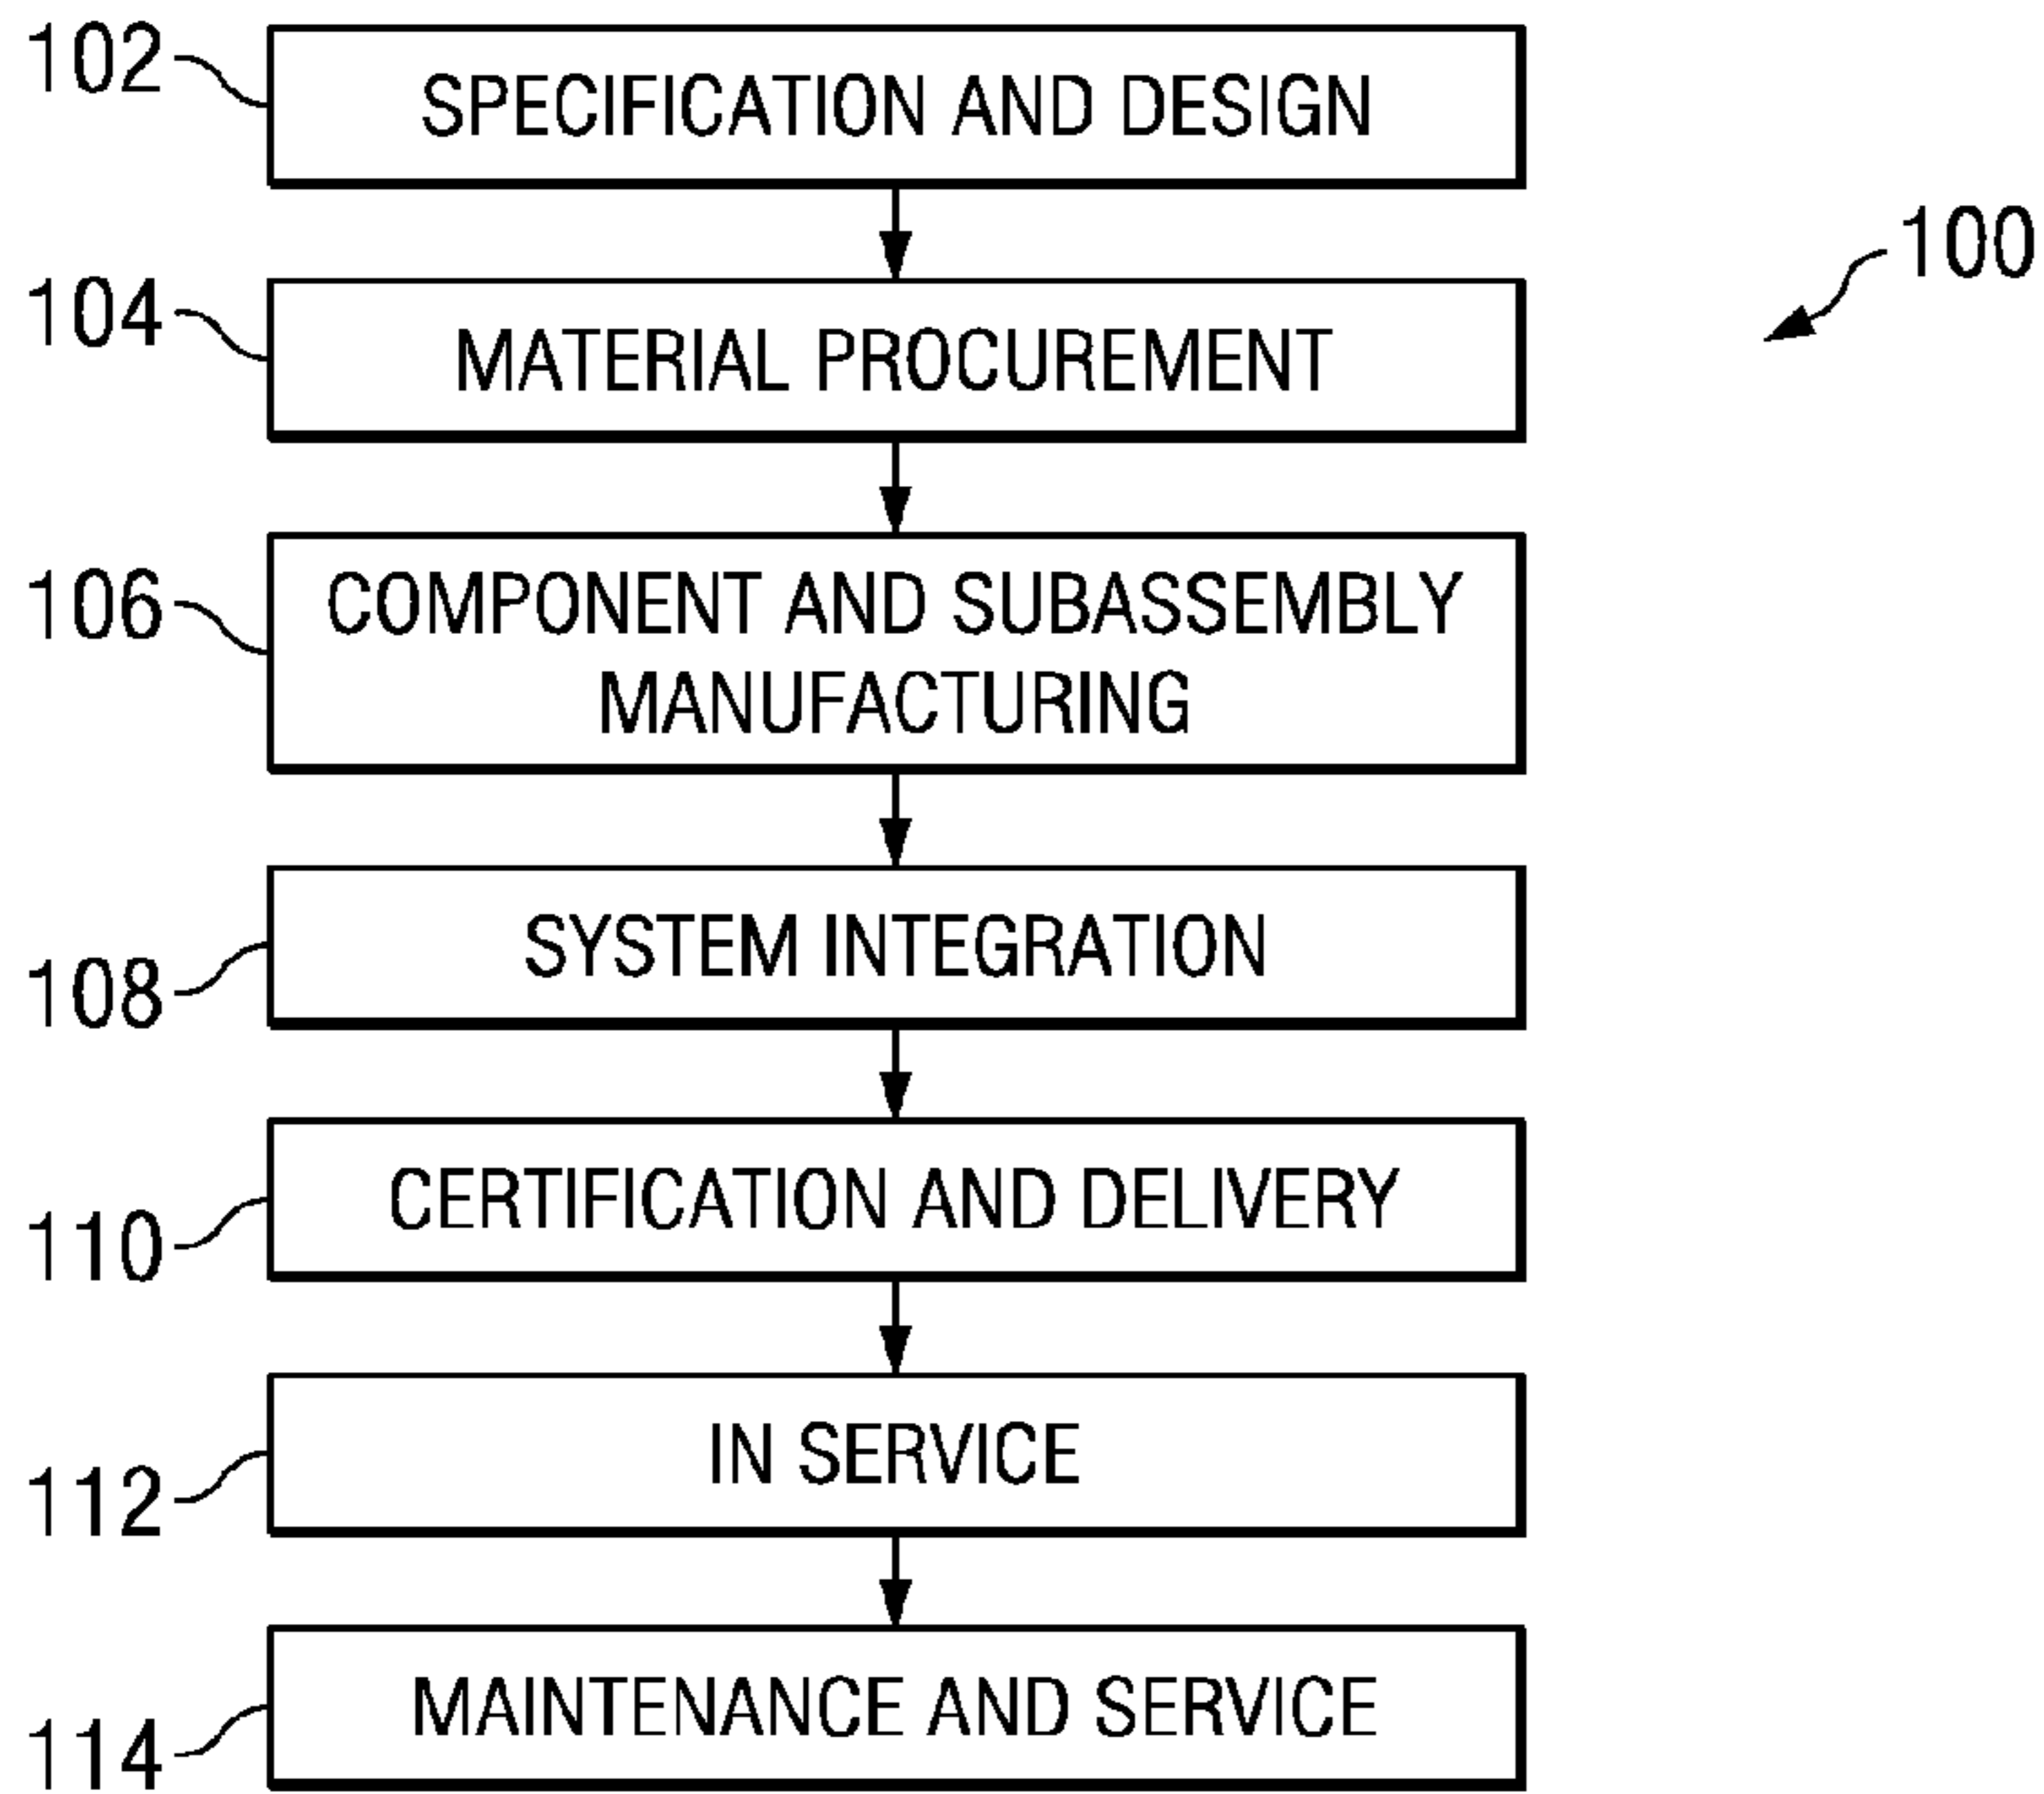 102
SPECIFICATION AND DESIGN
100
104
MATERIAL PROCUREMENT
106
COMPONENT AND SUBASSEMBLY
MANUFACTURING
SYSTEM INTEGRATION
108
CERTIFICATION AND DELIVERY
110
IN SERVICE
112
MAINTENANCE AND SERVICE
114